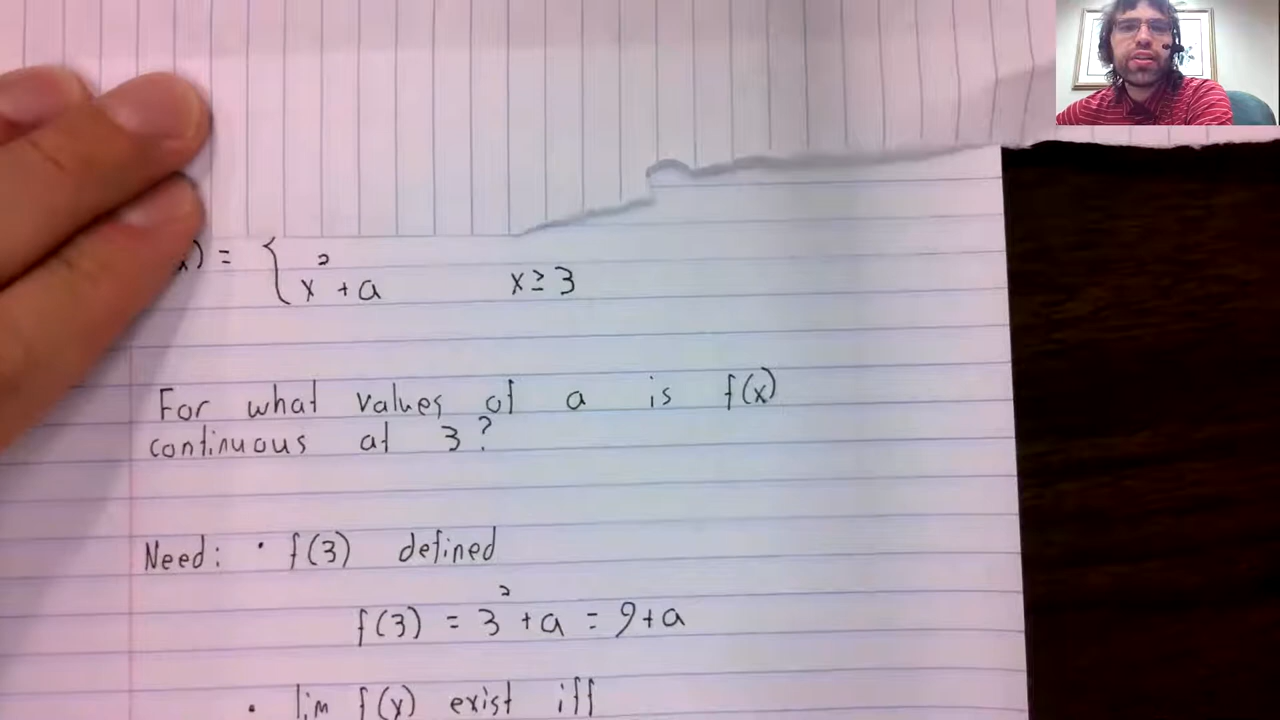 ) = { x² + a x ≥ 3
For what values of a is f(x)
continuous at 3?
Need: • f(3) defined
f(3) = 3² + a = 9 + a
• lim f(x) exist iff